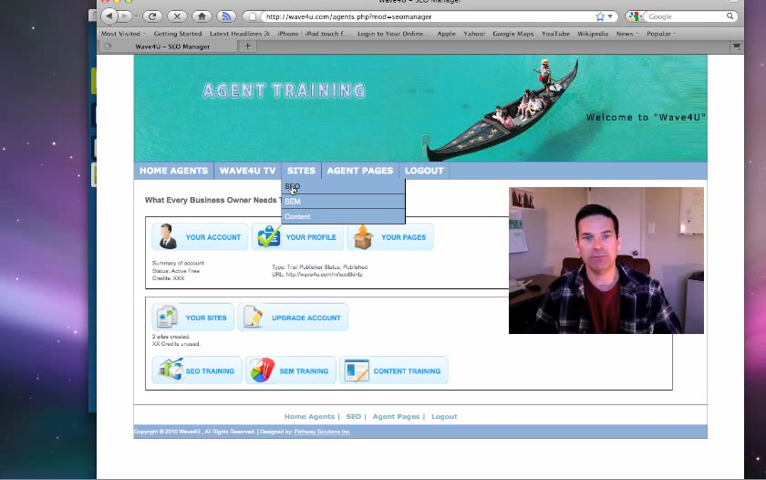 Wave4U - SEO Manager
http://wave4u.com/agents.php?mod=seomanager
Google
Most Visited Getting Started Latest Headlines iPhone iPod touch f... Login to Your Online... Apple Yahoo! Google Maps YouTube Wikipedia News Popular
Wave4U - SEO Manager
AGENT TRAINING
Welcome to "Wave4U"
HOME AGENTS WAVE4U TV SITES AGENT PAGES LOGOUT
SEO
SEM
Content
What Every Business Owner Needs
YOUR ACCOUNT YOUR PROFILE YOUR PAGES
Summary of account:
Status: Active Free
Credits: XXX
Type: Trail Publisher Status: Published
YOUR SITES UPGRADE ACCOUNT
2 sites created.
XX Credits unused.
SEO TRAINING SEM TRAINING CONTENT TRAINING
Home Agents | SEO | Agent Pages | Logout
Copyright © 2010 Wave4U , All Rights Reserved. | Designed by: Pathway Solutions Inc.